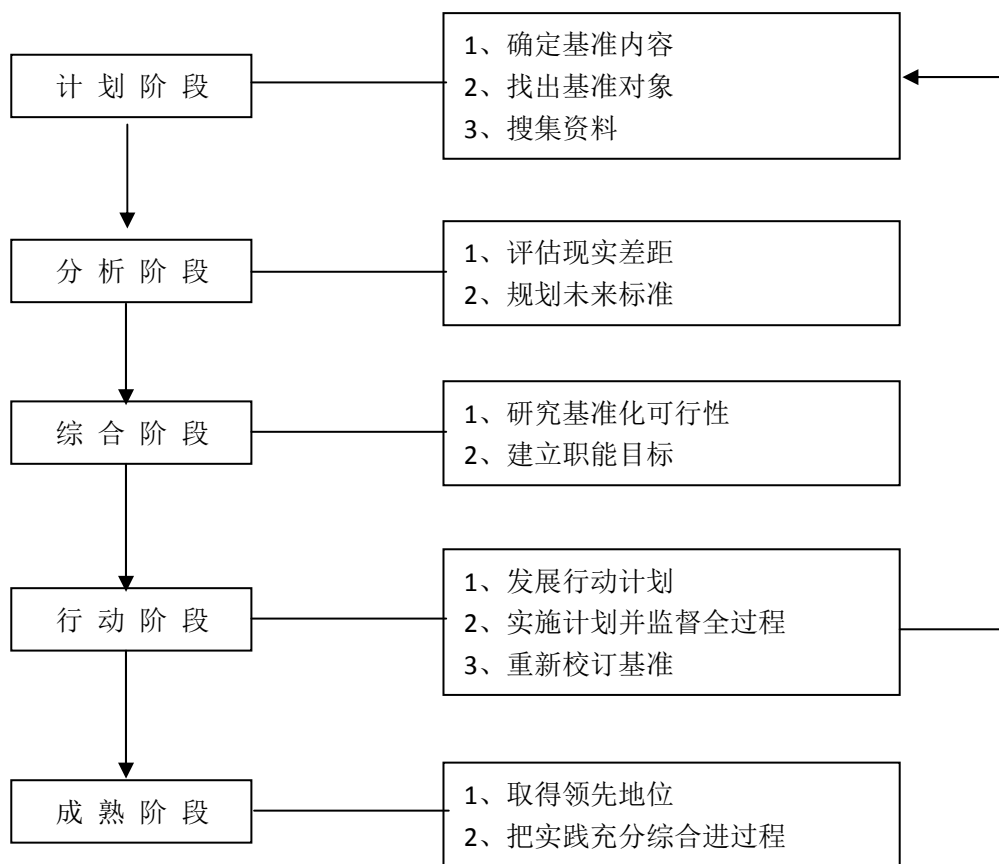 计划阶段
1、确定基准内容
2、找出基准对象
3、搜集资料
分析阶段
1、评估现实差距
2、规划未来标准
综合阶段
1、研究基准化可行性
2、建立职能目标
行动阶段
1、发展行动计划
2、实施计划并监督全过程
3、重新校订基准
成熟阶段
1、取得领先地位
2、把实践充分综合进过程